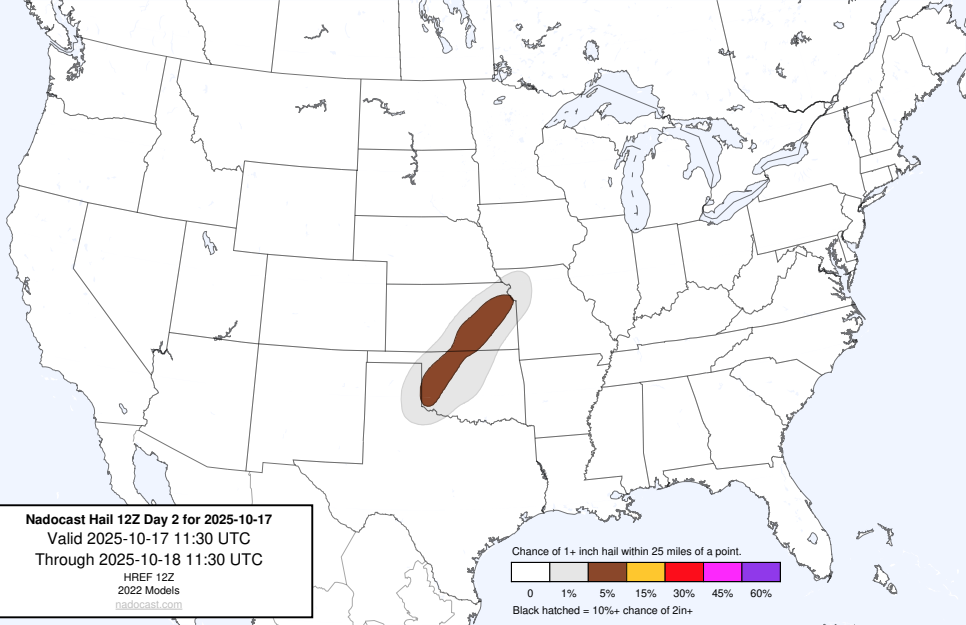 Nadocast Hail 12Z Day 2 for 2025-10-17
Valid 2025-10-17 11:30 UTC
Through 2025-10-18 11:30 UTC
HREF 12Z
2022 Models
nadocast.com
Chance of 1+ inch hail within 25 miles of a point.
0 1% 5% 15% 30% 45% 60%
Black hatched = 10%+ chance of 2in+